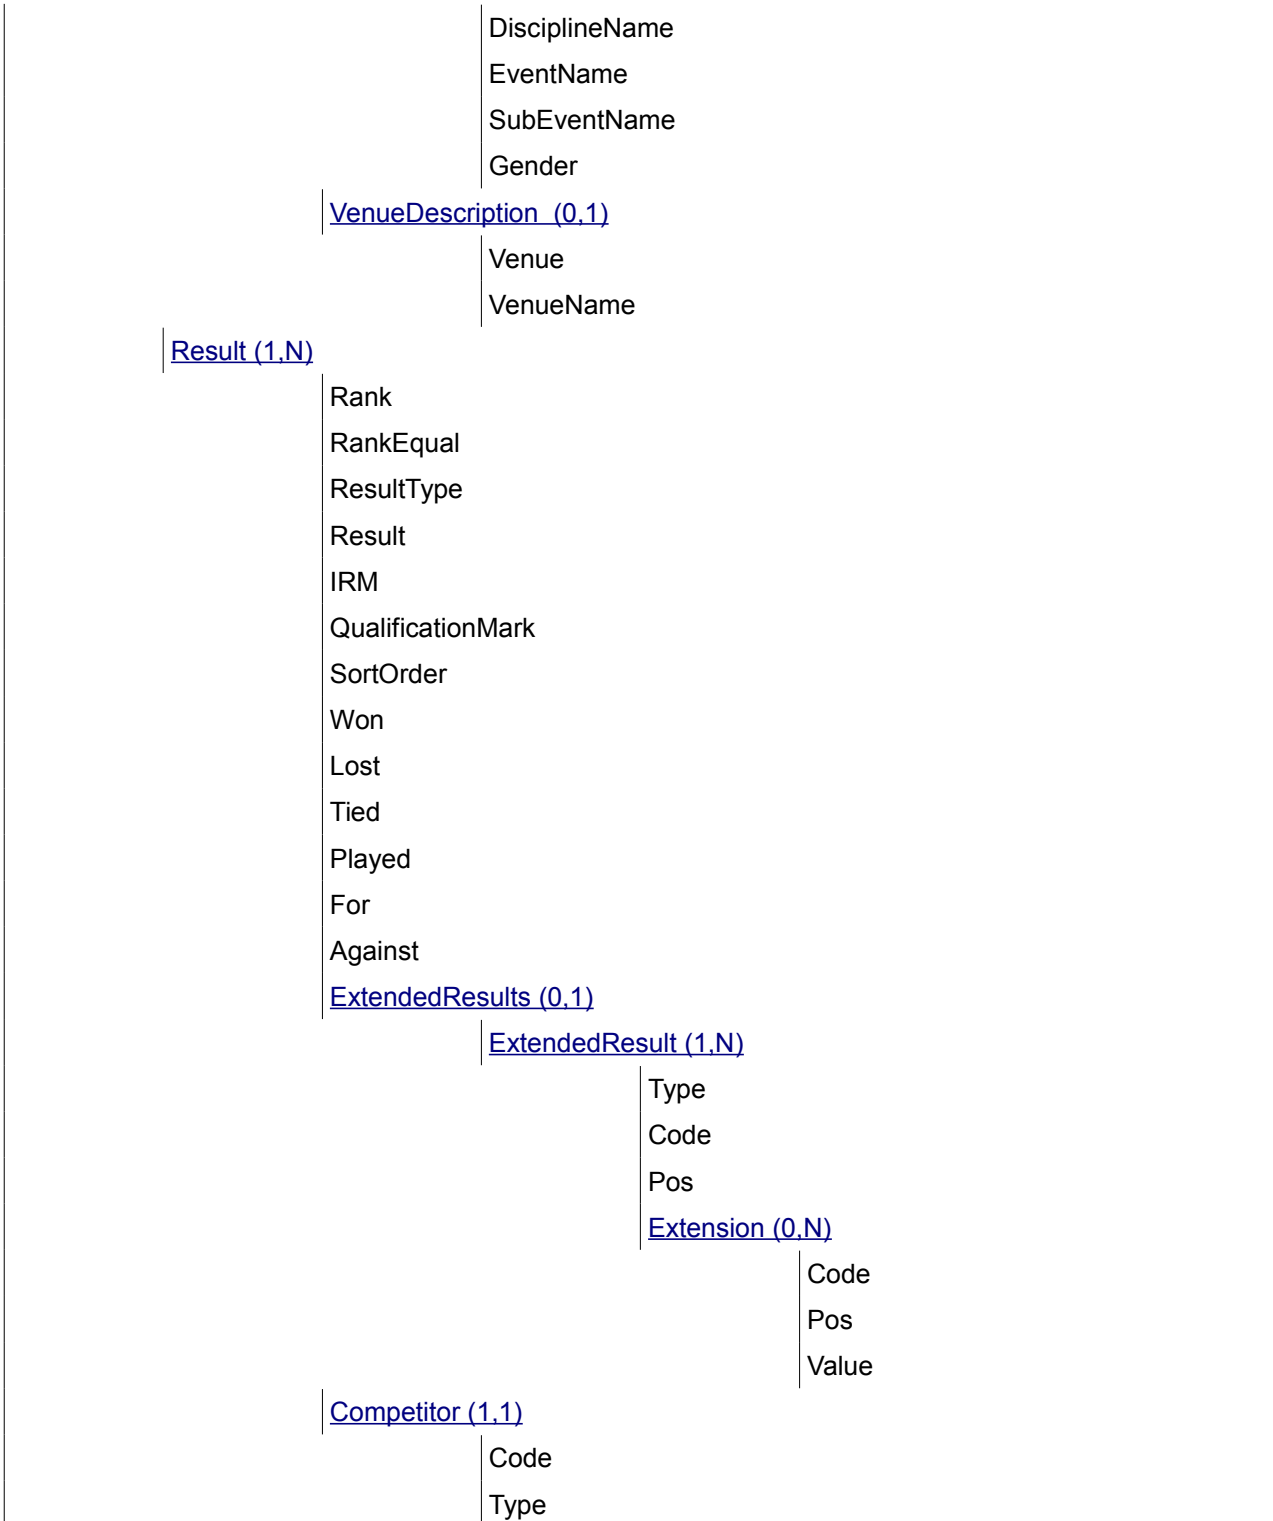 DisciplineName
EventName
SubEventName
Gender
VenueDescription  (0,1)
Venue
VenueName
Result (1,N)
Rank
RankEqual
ResultType
Result
IRM
QualificationMark
SortOrder
Won
Lost
Tied
Played
For
Against
ExtendedResults (0,1)
ExtendedResult (1,N)
Type
Code
Pos
Extension (0,N)
Code
Pos
Value
Competitor (1,1)
Code
Type